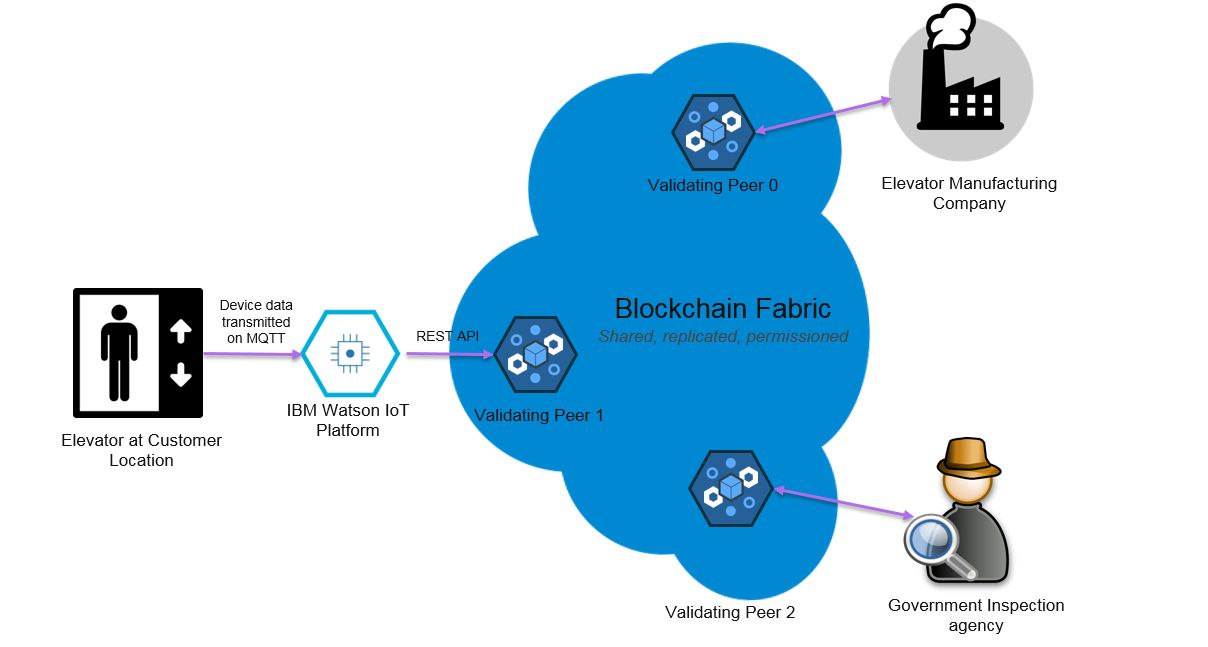 Validating Peer 0
Elevator Manufacturing
Company
Blockchain Fabric
Shared, replicated, permissioned
Device data
transmitted
on MQTT
REST API
IBM Watson IoT
Platform
Validating Peer 1
Elevator at Customer
Location
Validating Peer 2
Government Inspection
agency